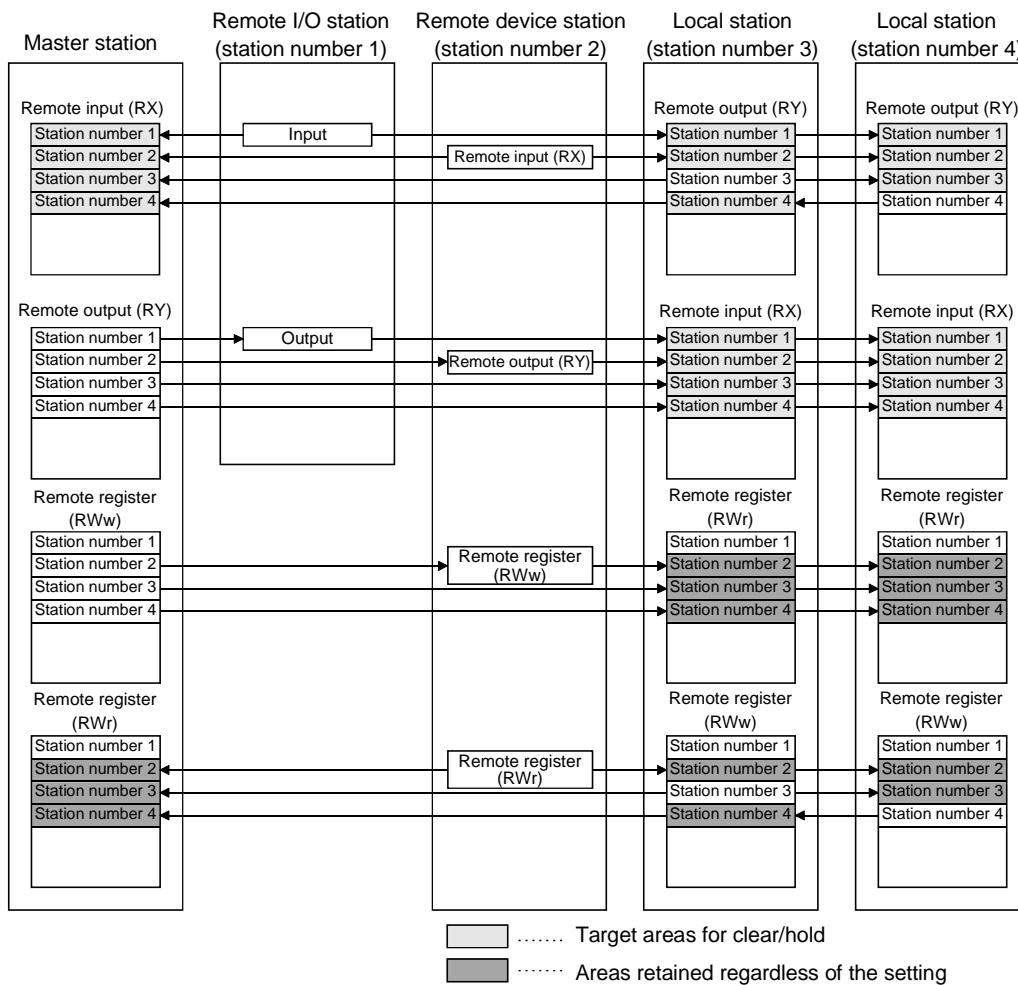 Master station
Remote I/O station
(station number 1)
Remote device station
(station number 2)
Local station
(station number 3)
Local station
(station number 4)
Remote input (RX)
Station number 1
Station number 2
Station number 3
Station number 4
Input
Remote input (RX)
Remote output (RY)
Station number 1
Station number 2
Station number 3
Station number 4
Remote output (RY)
Station number 1
Station number 2
Station number 3
Station number 4
Remote output (RY)
Station number 1
Station number 2
Station number 3
Station number 4
Output
Remote output (RY)
Remote input (RX)
Station number 1
Station number 2
Station number 3
Station number 4
Remote input (RX)
Station number 1
Station number 2
Station number 3
Station number 4
Remote register
(RWw)
Station number 1
Station number 2
Station number 3
Station number 4
Remote register
(RWw)
Remote register
(RWr)
Station number 1
Station number 2
Station number 3
Station number 4
Remote register
(RWr)
Station number 1
Station number 2
Station number 3
Station number 4
Remote register
(RWr)
Station number 1
Station number 2
Station number 3
Station number 4
Remote register
(RWr)
Remote register
(RWw)
Station number 1
Station number 2
Station number 3
Station number 4
Remote register
(RWw)
Station number 1
Station number 2
Station number 3
Station number 4
....... Target areas for clear/hold
....... Areas retained regardless of the setting